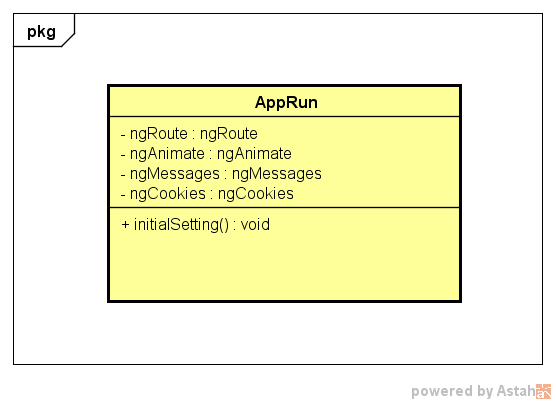 pkg
AppRun
- ngRoute : ngRoute
- ngAnimate : ngAnimate
- ngMessages : ngMessages
- ngCookies : ngCookies
+ initialSetting() : void
powered by Astah